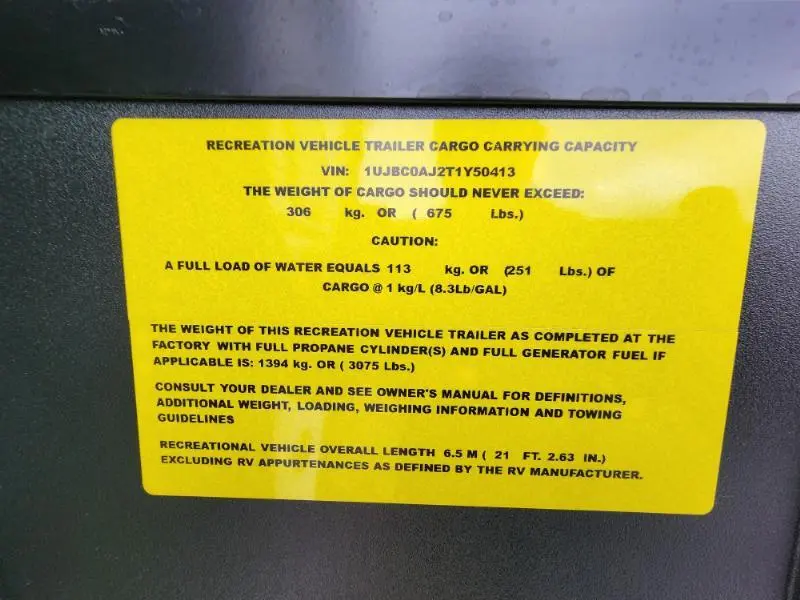 RECREATION VEHICLE TRAILER CARGO CARRYING CAPACITY
VIN: 1UJBC0AJ2T1Y50413
THE WEIGHT OF CARGO SHOULD NEVER EXCEED:
306 kg. OR ( 675 Lbs.)
CAUTION:
A FULL LOAD OF WATER EQUALS 113 kg. OR (251 Lbs.) OF
CARGO @ 1 kg/L (8.3Lb/GAL)
THE WEIGHT OF THIS RECREATION VEHICLE TRAILER AS COMPLETED AT THE
FACTORY WITH FULL PROPANE CYLINDER(S) AND FULL GENERATOR FUEL IF
APPLICABLE IS: 1394 kg. OR ( 3075 Lbs.)
CONSULT YOUR DEALER AND SEE OWNER'S MANUAL FOR DEFINITIONS,
ADDITIONAL WEIGHT, LOADING, WEIGHING INFORMATION AND TOWING
GUIDELINES
RECREATIONAL VEHICLE OVERALL LENGTH 6.5 M ( 21 FT. 2.63 IN.)
EXCLUDING RV APPURTENANCES AS DEFINED BY THE RV MANUFACTURER.